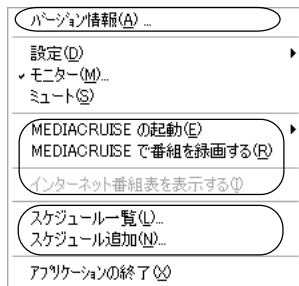 バージョン情報(A) ...
設定(D)
モニター(M)...
ミュート(S)
MEDIACRUISE の起動(E)
MEDIACRUISE で番組を録画する(R)
インターネット番組表を表示する(I)
スケジュール一覧(L)...
スケジュール追加(N)...
アプリケーションの終了(X)